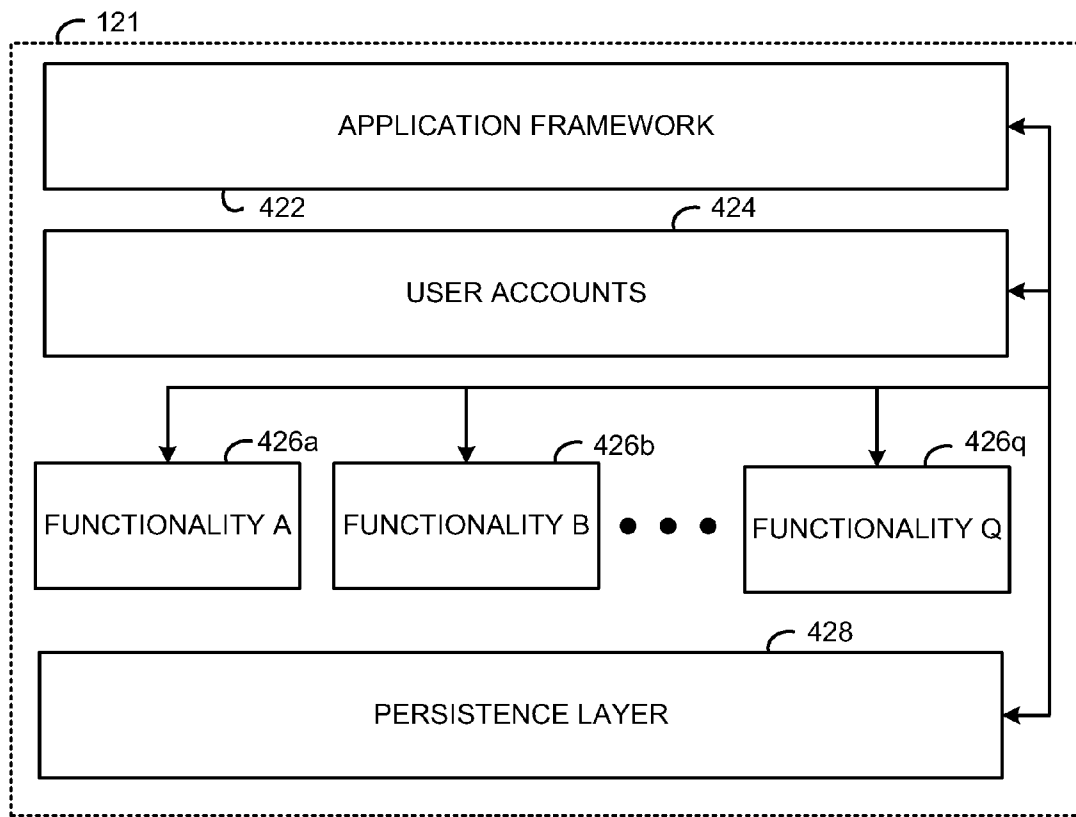 121
APPLICATION FRAMEWORK
422
424
USER ACCOUNTS
426a
426b
426q
FUNCTIONALITY A
FUNCTIONALITY B
FUNCTIONALITY Q
428
PERSISTENCE LAYER